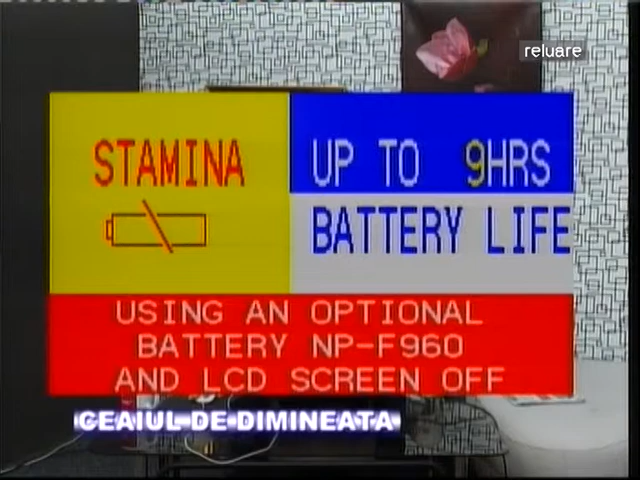 reluare
STAMINA
UP TO 9HRS
BATTERY LIFE
USING AN OPTIONAL
BATTERY NP-F960
AND LCD SCREEN OFF
CEAIUL DE DIMINEATA